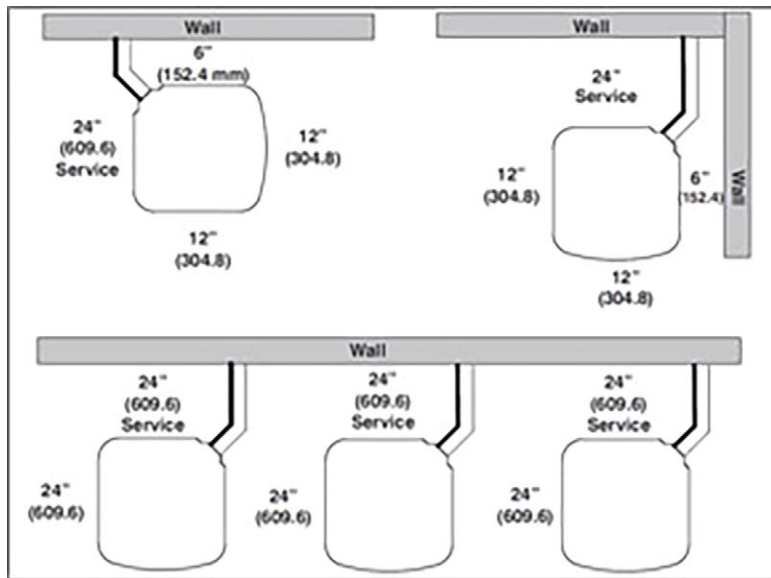 Wall
6"
(152.4 mm)
24"
(609.6)
Service
12"
(304.8)
12"
(304.8)
Wall
24"
Service
12"
(304.8)
6"
(152.4)
Wall
12"
(304.8)
Wall
24"
(609.6)
Service
24"
(609.6)
24"
(609.6)
Service
24"
(609.6)
24"
(609.6)
Service
24"
(609.6)